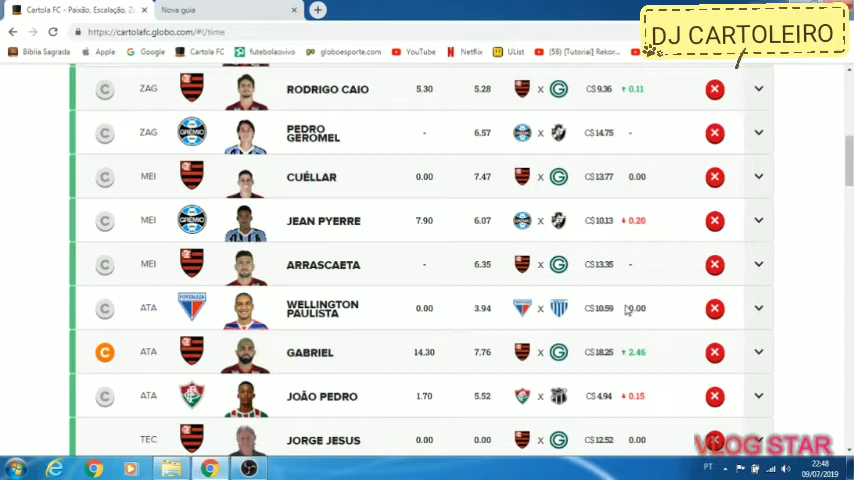 Cartola FC - Paixão, Escalação, Z
Nova guia
https://cartolafc.globo.com/#!/time
DJ CARTOLEIRO
Bíblia Sagrada
Apple
Google
Cartola FC
futebolaovivo
globoesporte.com
YouTube
Netflix
UList
(58) [Tutorial] Rekor...
C ZAG RODRIGO CAIO 5.30 5.28 X C$ 9.36 0.11
C ZAG PEDRO GEROMEL - 6.57 X C$ 14.75 -
C MEI CUÉLLAR 0.00 7.47 X C$ 13.77 0.00
C MEI JEAN PYERRE 7.90 6.07 X C$ 10.13 0.20
C MEI ARRASCAETA - 6.35 X C$ 13.35 -
C ATA FORTALEZA WELLINGTON PAULISTA 0.00 3.94 X C$ 10.59 0.00
C ATA GABRIEL 14.30 7.76 X C$ 18.25 2.46
C ATA JOÃO PEDRO 1.70 5.52 X C$ 4.94 0.15
TEC JORGE JESUS 0.00 0.00 X C$ 12.52 0.00
VLOG STAR
PT
22:48
09/07/2019